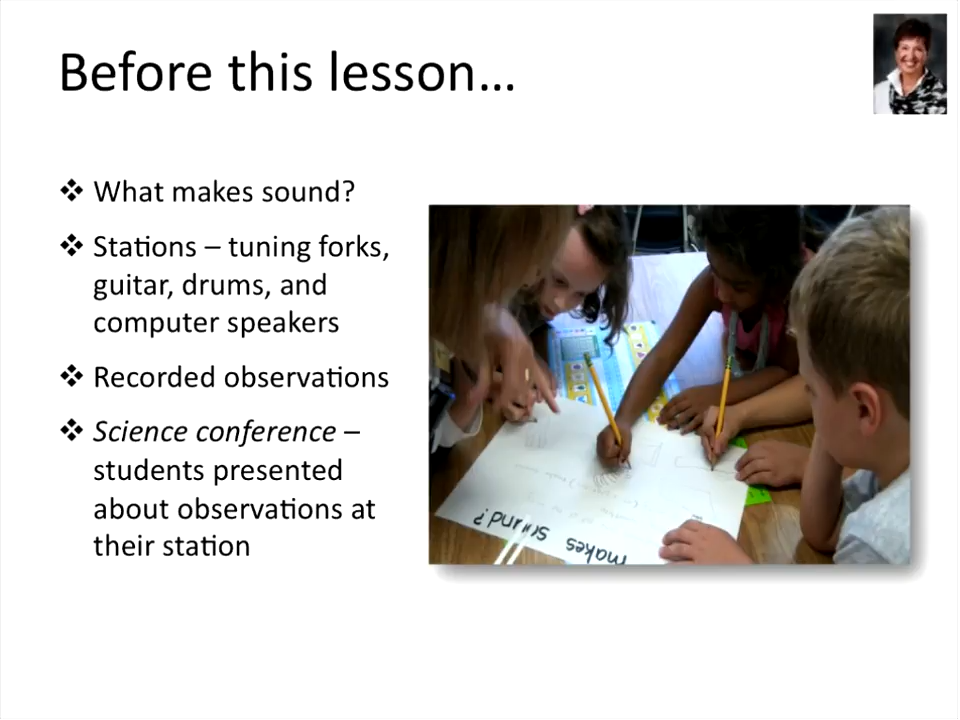 Before this lesson…
❖ What makes sound?
❖ Stations – tuning forks,
guitar, drums, and
computer speakers
❖ Recorded observations
❖ Science conference –
students presented
about observations at
their station
makes sound?